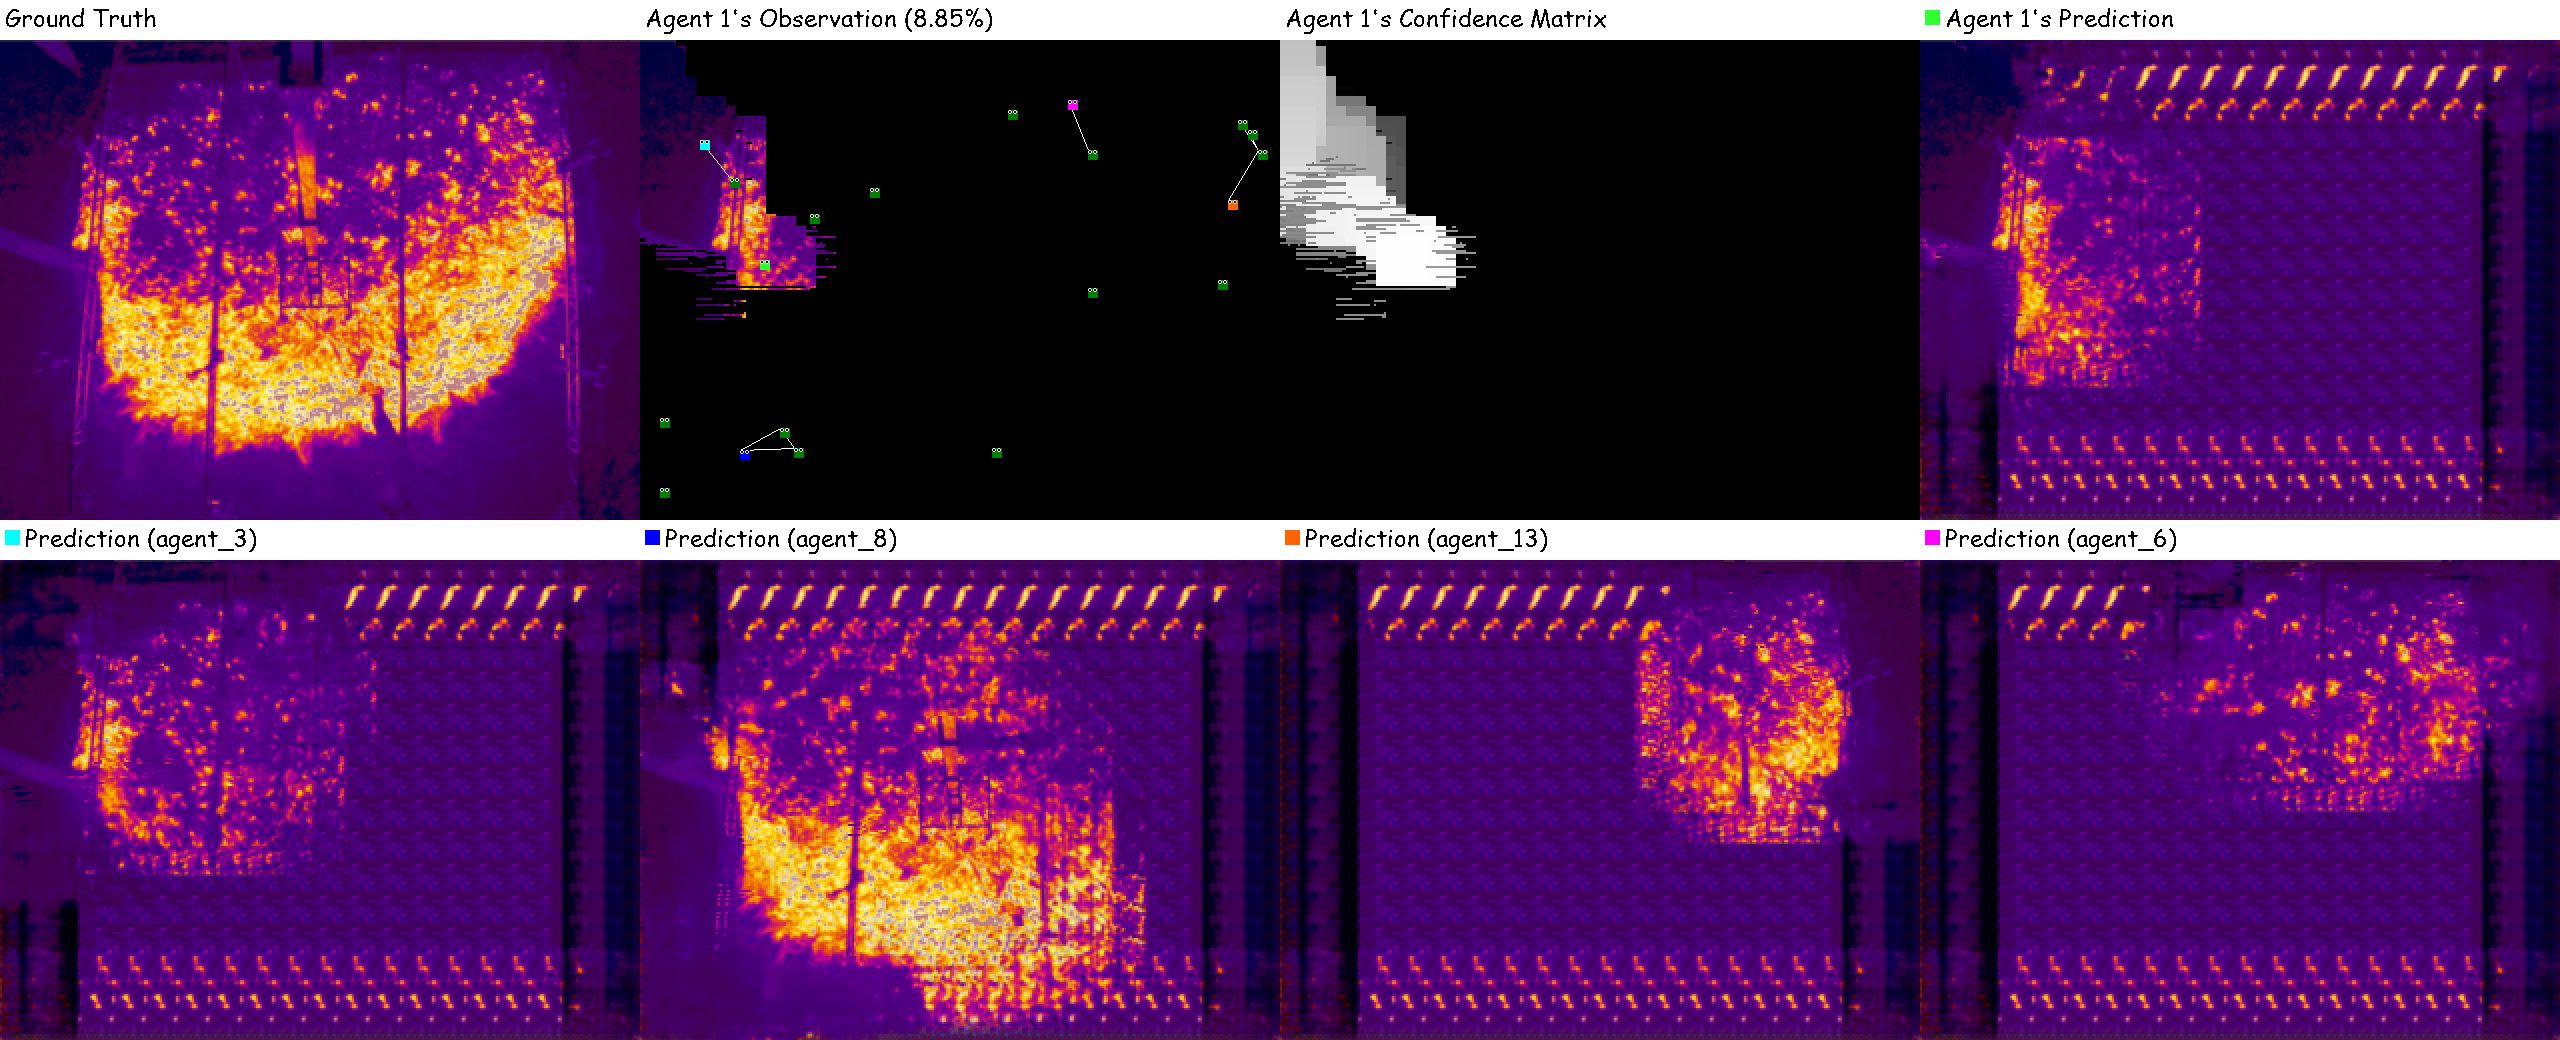 Ground Truth
Agent 1's Observation (8.85%)
Agent 1's Confidence Matrix
Agent 1's Prediction
Prediction (agent_3)
Prediction (agent_8)
Prediction (agent_13)
Prediction (agent_6)